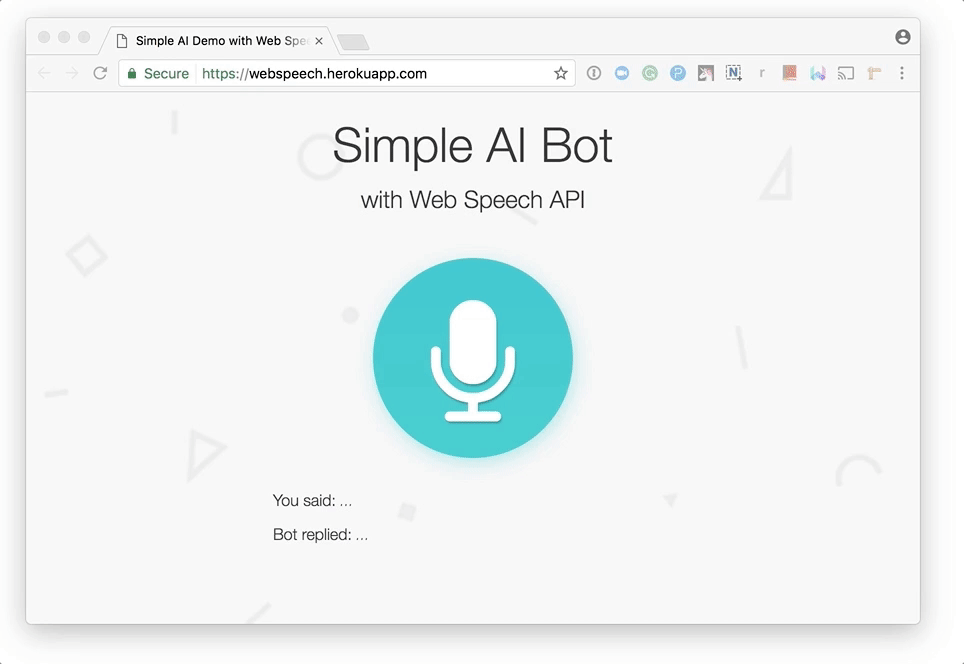 Simple AI Demo with Web Spe
Secure https://webspeech.herokuapp.com
Simple AI Bot
with Web Speech API
You said: ...
Bot replied: ...